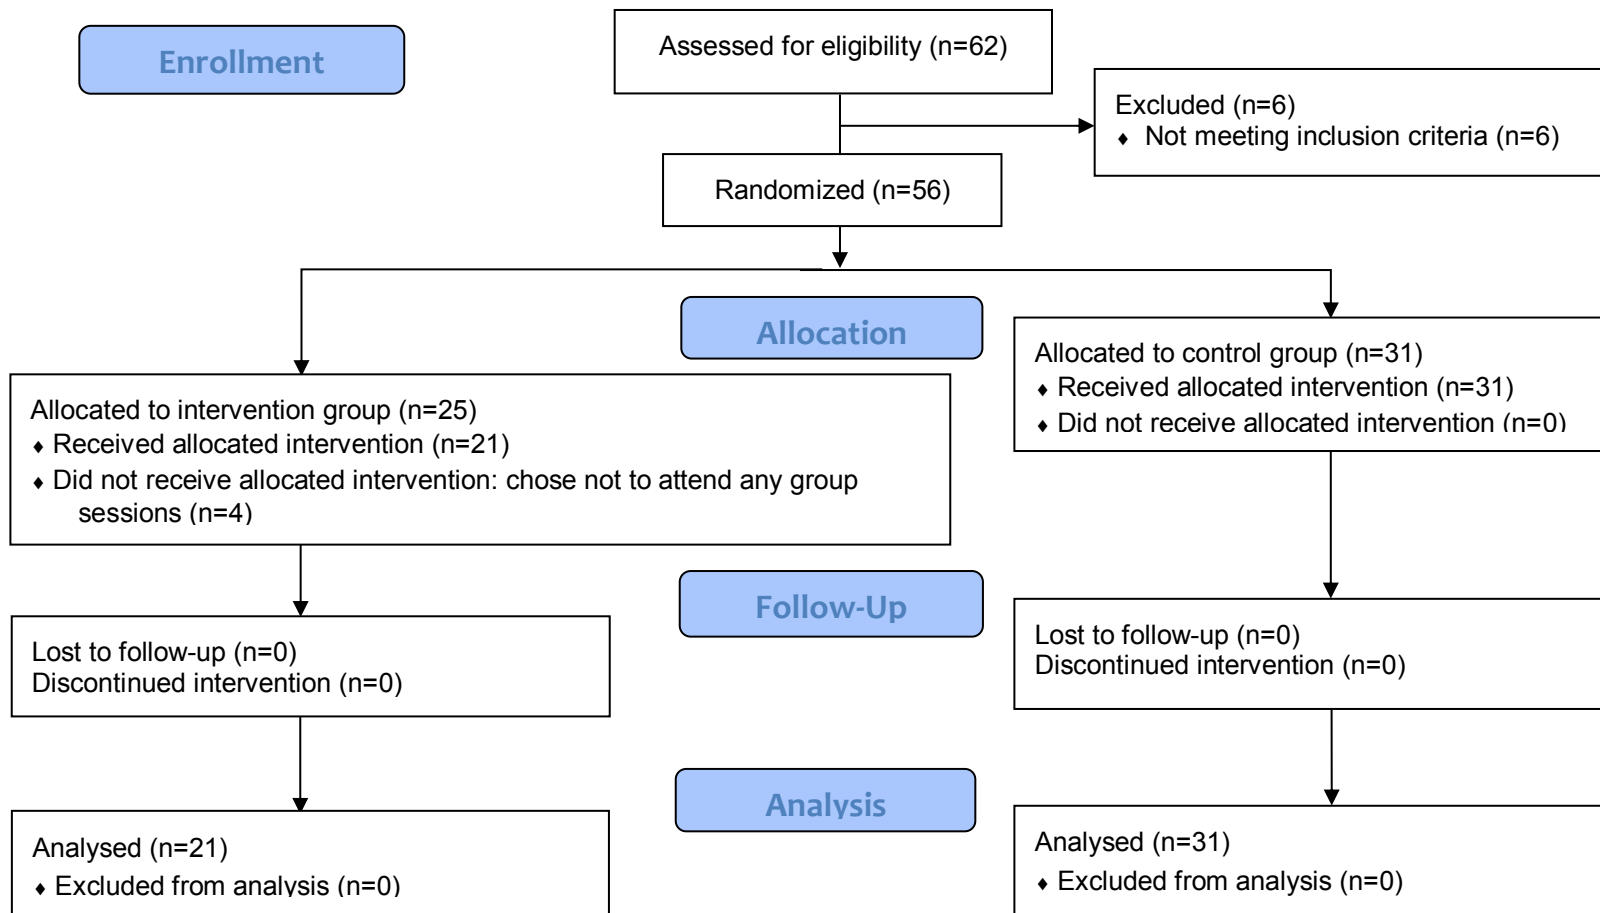 Enrollment
Assessed for eligibility (n=62)
Excluded (n=6)
♦ Not meeting inclusion criteria (n=6)
Randomized (n=56)
Allocation
Allocated to intervention group (n=25)
♦ Received allocated intervention (n=21)
♦ Did not receive allocated intervention: chose not to attend any group
sessions (n=4)
Allocated to control group (n=31)
♦ Received allocated intervention (n=31)
♦ Did not receive allocated intervention (n=0)
Follow-Up
Lost to follow-up (n=0)
Discontinued intervention (n=0)
Lost to follow-up (n=0)
Discontinued intervention (n=0)
Analysis
Analysed (n=21)
♦ Excluded from analysis (n=0)
Analysed (n=31)
♦ Excluded from analysis (n=0)